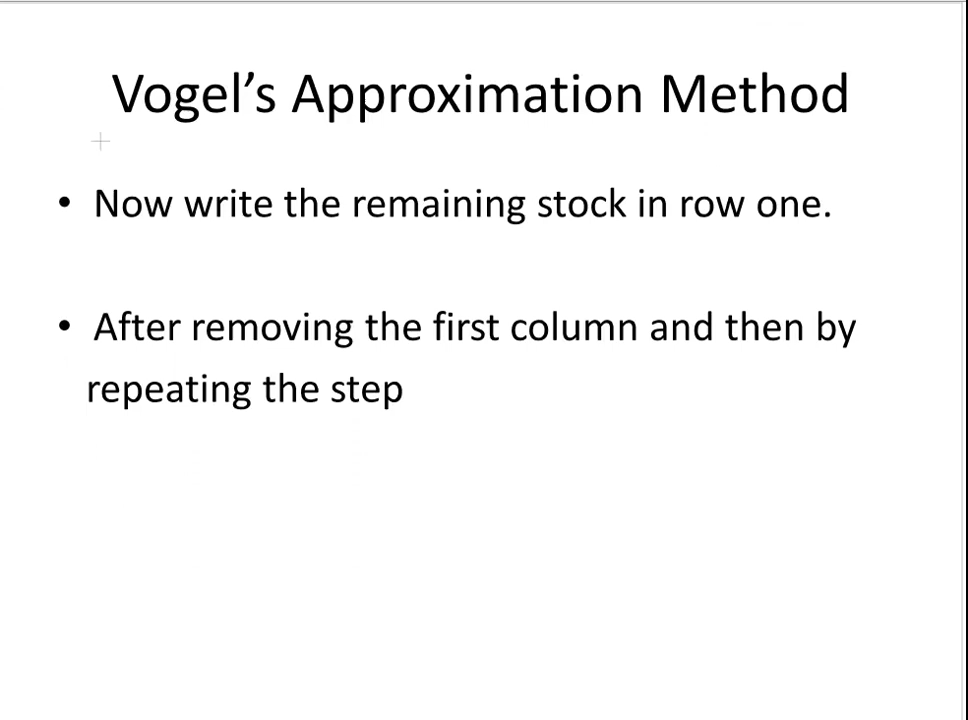 Vogel’s Approximation Method
• Now write the remaining stock in row one.
• After removing the first column and then by
repeating the step